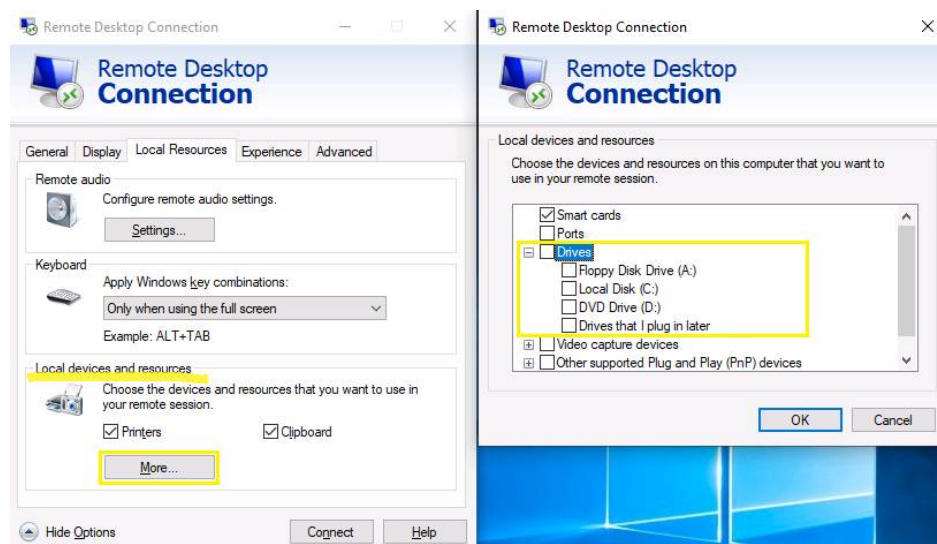 Remote Desktop Connection
Remote Desktop
Connection
General Display Local Resources Experience Advanced
Remote audio
Configure remote audio settings.
Settings...
Keyboard
Apply Windows key combinations:
Only when using the full screen
Example: ALT+TAB
Local devices and resources
Choose the devices and resources that you want to use in
your remote session.
Printers Clipboard
More...
Hide Options Connect Help
Remote Desktop Connection
Remote Desktop
Connection
Local devices and resources
Choose the devices and resources on this computer that you want to
use in your remote session.
Smart cards
Ports
Drives
Floppy Disk Drive (A:)
Local Disk (C:)
DVD Drive (D:)
Drives that I plug in later
Video capture devices
Other supported Plug and Play (PnP) devices
OK Cancel